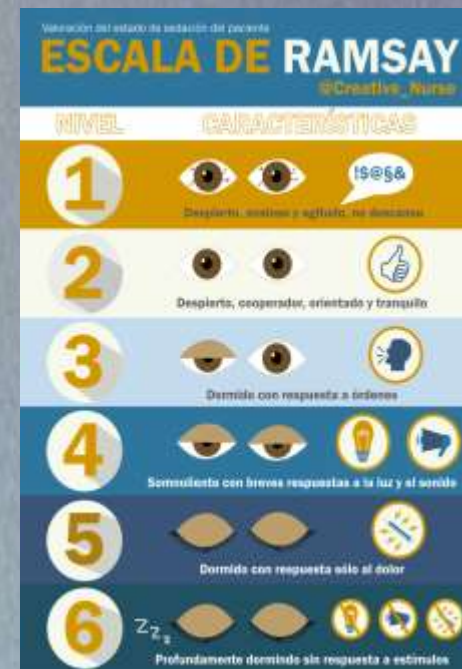 Valoración del estado de sedación del paciente
ESCALA DE RAMSAY
@Creative_Nurse
NIVEL CARACTERÍSTICAS
1
!$@§&
Despierto, ansioso y agitado, no descansa
2
Despierto, cooperador, orientado y tranquilo
3
Dormido con respuesta a órdenes
4
Somnoliento con breves respuestas a la luz y el sonido
5
Dormido con respuesta sólo al dolor
6
Z Z z
Profundamente dormido sin respuesta a estímulos